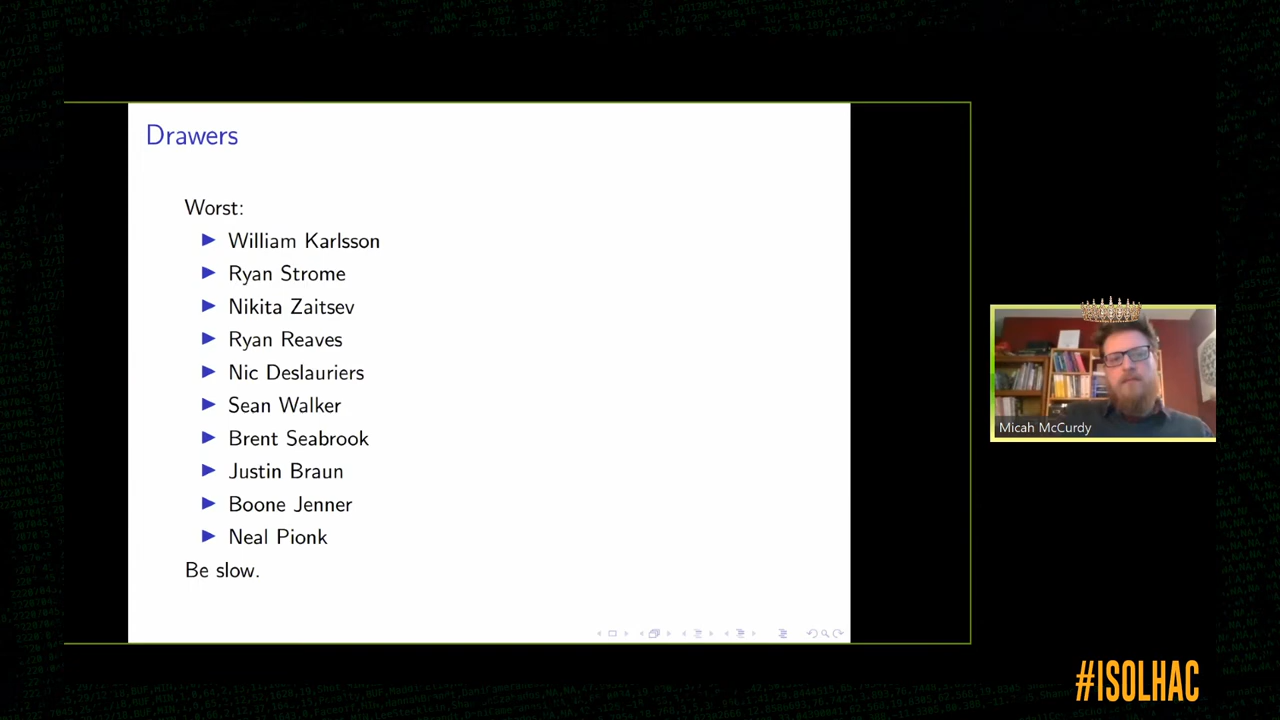 Drawers
Worst:
William Karlsson
Ryan Strome
Nikita Zaitsev
Ryan Reaves
Nic Deslauriers
Sean Walker
Brent Seabrook
Justin Braun
Boone Jenner
Neal Pionk
Be slow.
Micah McCurdy
#ISOLHAC